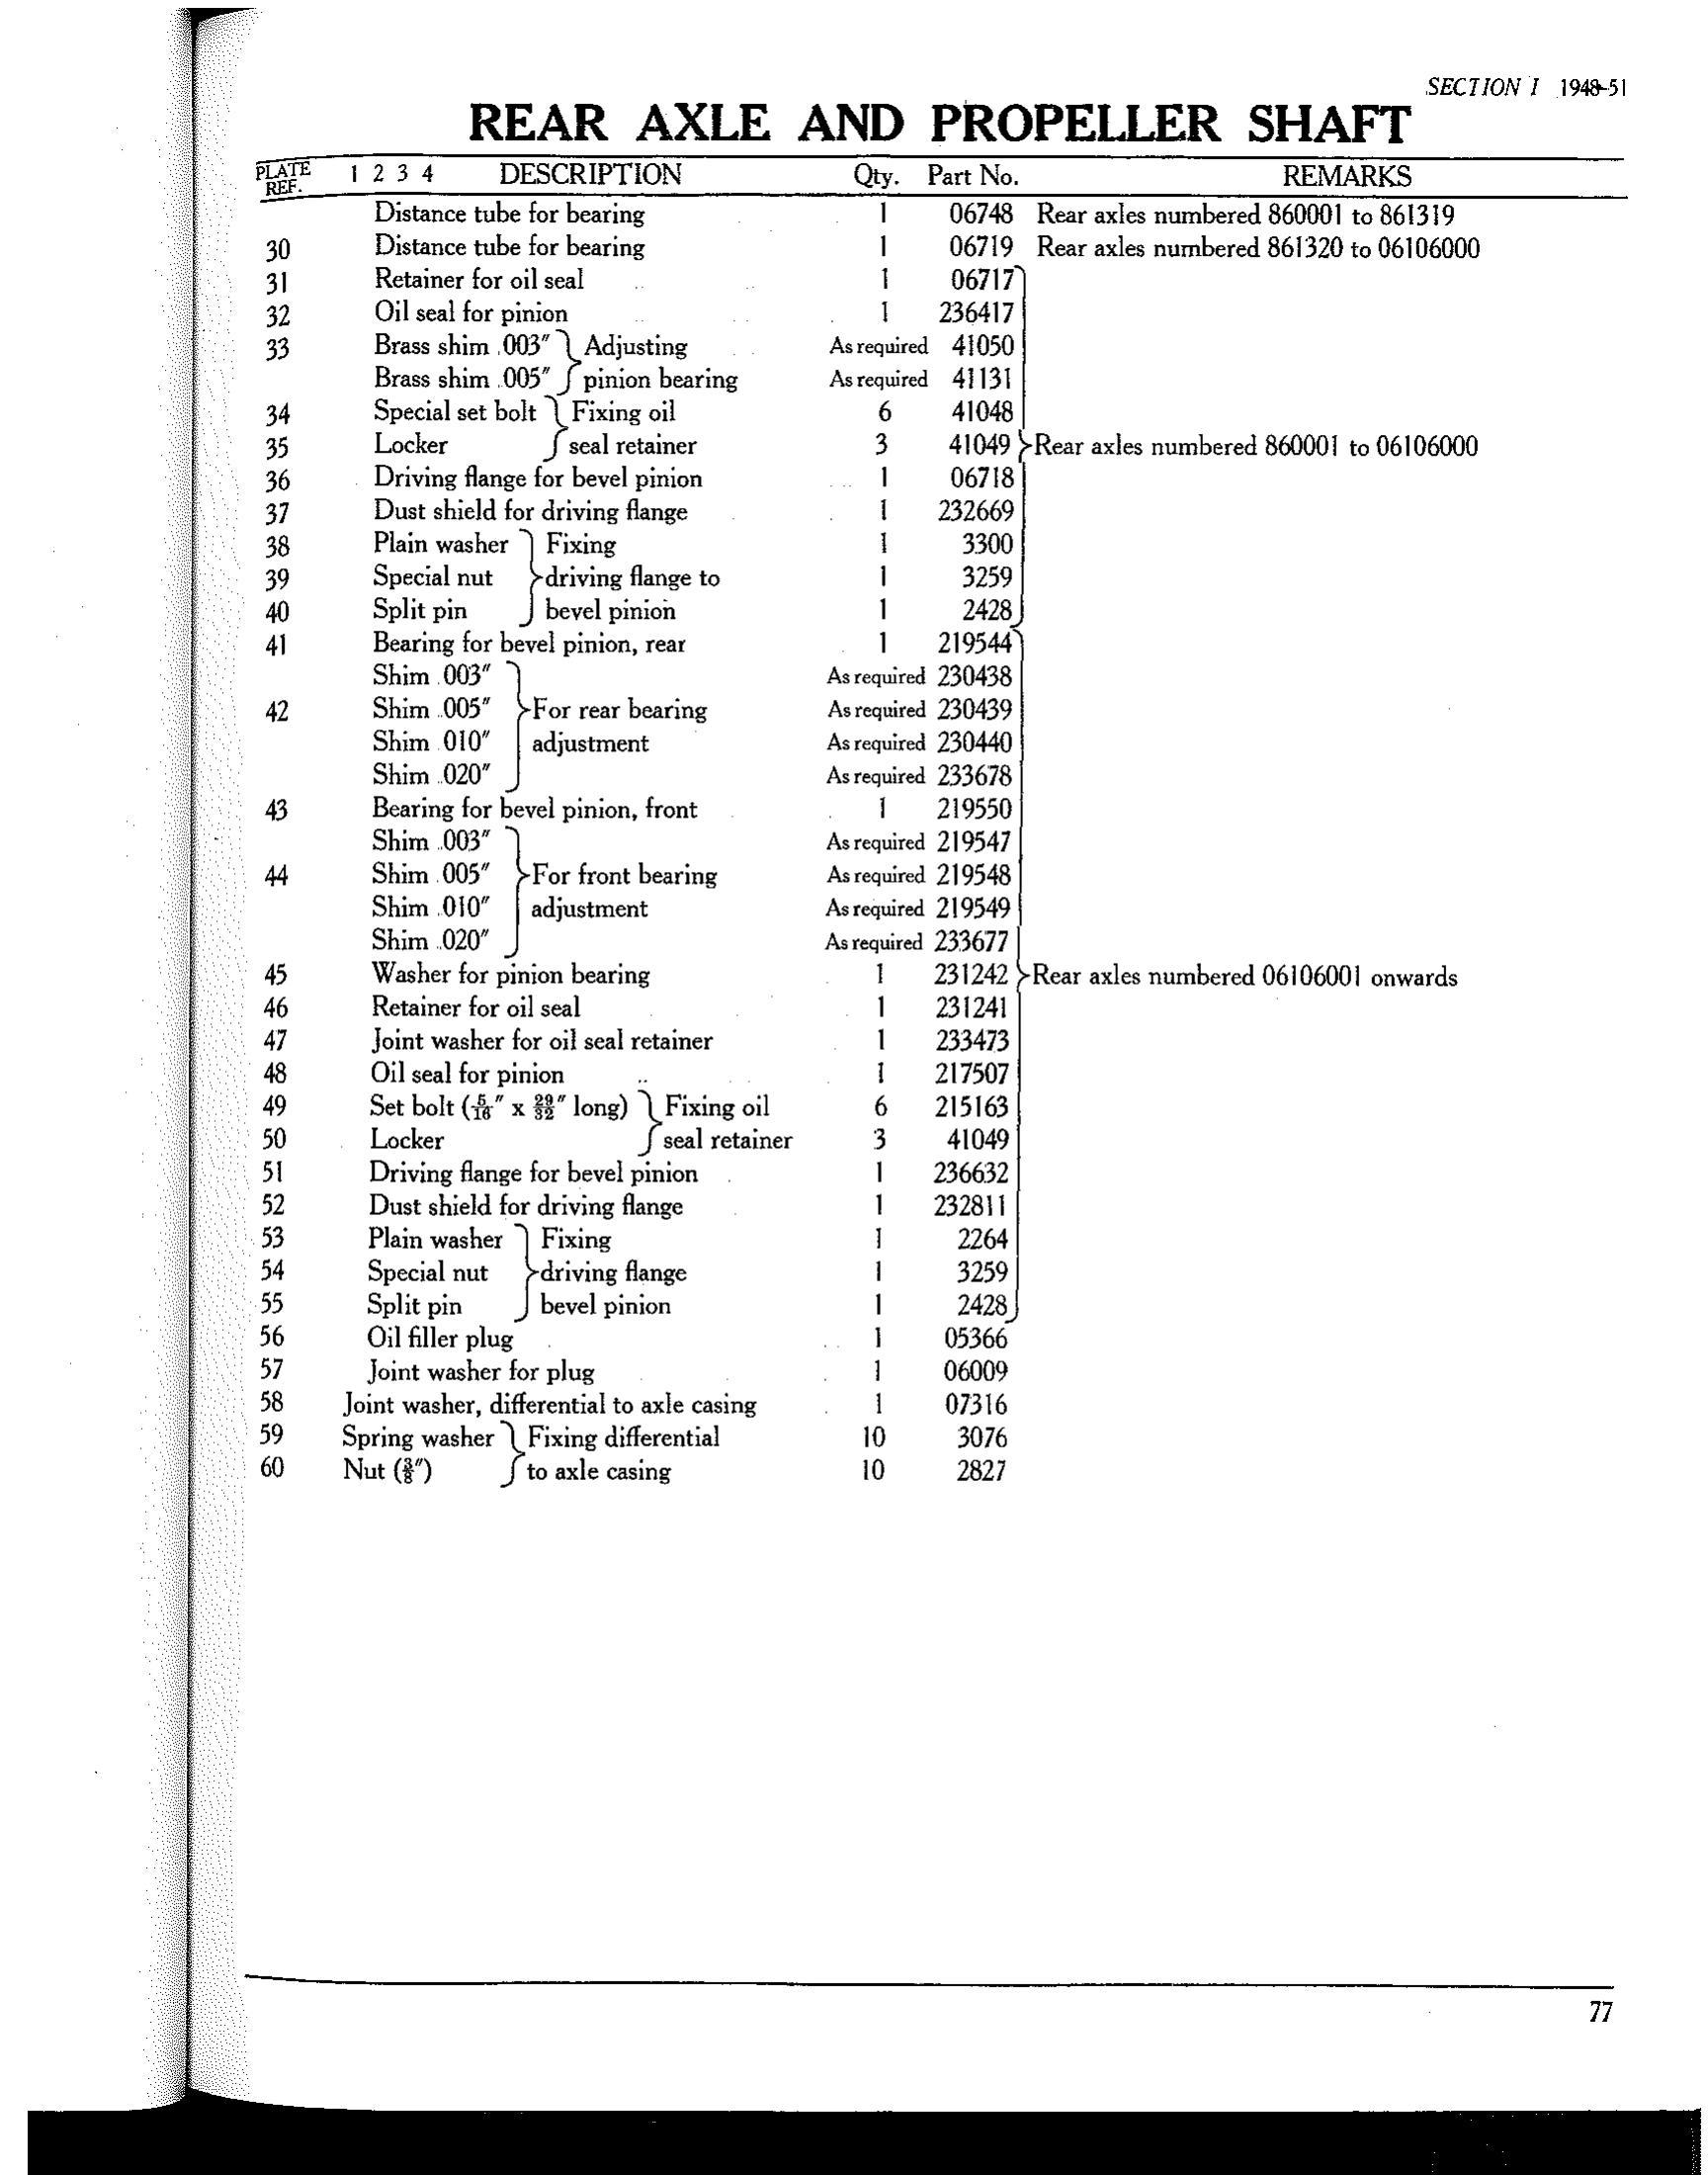 SECTION I 1948-51
REAR AXLE AND PROPELLER SHAFT
PLATE REF. 1 2 3 4 DESCRIPTION Qty. Part No. REMARKS
Distance tube for bearing 1 06748 Rear axles numbered 860001 to 861319
30 Distance tube for bearing 1 06719 Rear axles numbered 861320 to 06106000
31 Retainer for oil seal 1 06717
32 Oil seal for pinion 1 236417
33 Brass shim .003″ Adjusting As required 41050
Brass shim .005″ pinion bearing As required 41131
34 Special set bolt Fixing oil 6 41048
35 Locker seal retainer 3 41049 Rear axles numbered 860001 to 06106000
36 Driving flange for bevel pinion 1 06718
37 Dust shield for driving flange 1 232669
38 Plain washer Fixing 1 3300
39 Special nut driving flange to 1 3259
40 Split pin bevel pinion 1 2428
41 Bearing for bevel pinion, rear 1 219544
Shim .003″ As required 230438
42 Shim .005″ For rear bearing As required 230439
Shim .010″ adjustment As required 230440
Shim .020″ As required 233678
43 Bearing for bevel pinion, front 1 219550
Shim .003″ As required 219547
44 Shim .005″ For front bearing As required 219548
Shim .010″ adjustment As required 219549
Shim .020″ As required 233677
45 Washer for pinion bearing 1 231242 Rear axles numbered 06106001 onwards
46 Retainer for oil seal 1 231241
47 Joint washer for oil seal retainer 1 233473
48 Oil seal for pinion .. 1 217507
49 Set bolt (5/16″ x 29/32″ long) Fixing oil 6 215163
50 Locker seal retainer 3 41049
51 Driving flange for bevel pinion 1 236632
52 Dust shield for driving flange 1 232811
53 Plain washer Fixing 1 2264
54 Special nut driving flange 1 3259
55 Split pin bevel pinion 1 2428
56 Oil filler plug 1 05366
57 Joint washer for plug 1 06009
58 Joint washer, differential to axle casing 1 07316
59 Spring washer Fixing differential 10 3076
60 Nut (3/8″) to axle casing 10 2827
77